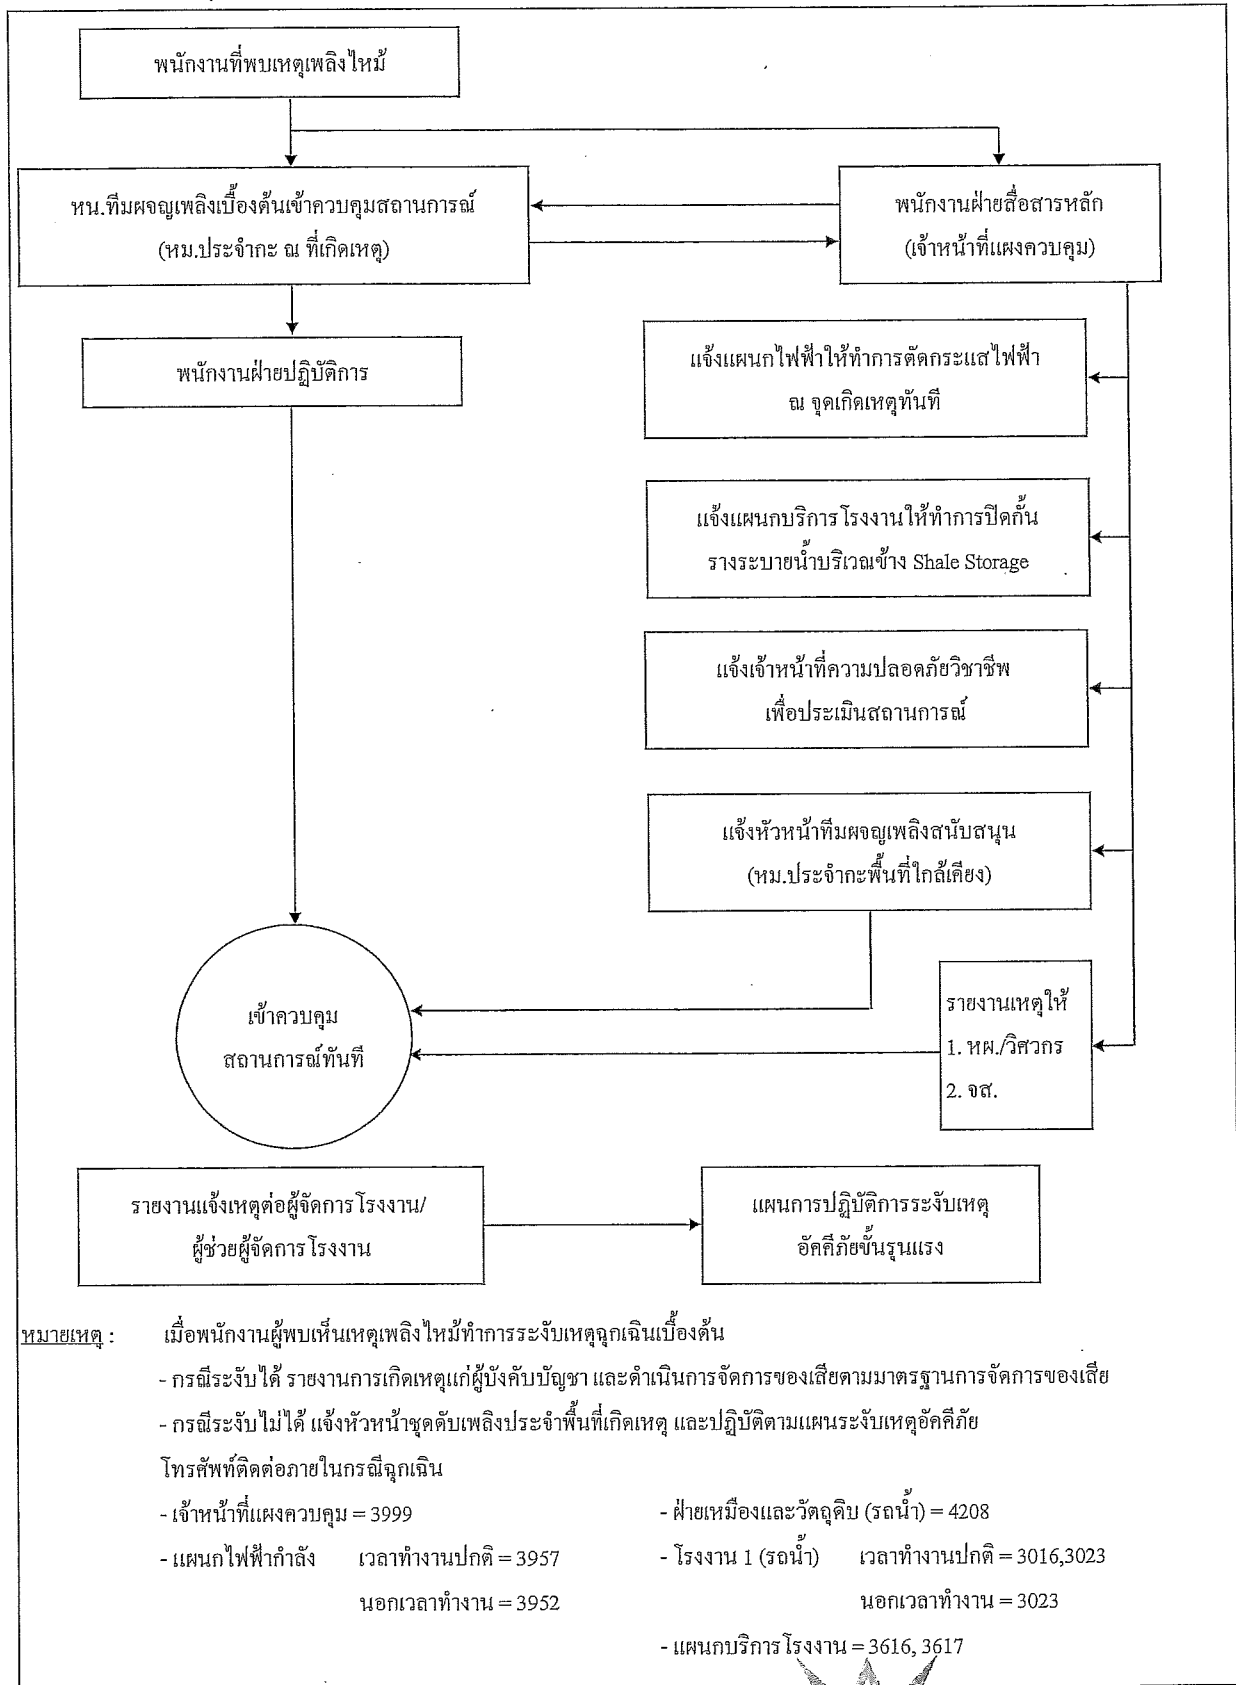 พนักงานที่พบเหตุเพลิงไหม้
หน.ทีมผจญเพลิงเบื้องต้นเข้าควบคุมสถานการณ์
(หม.ประจำกะ ณ ที่เกิดเหตุ)
พนักงานฝ่ายสื่อสารหลัก
(เจ้าหน้าที่แผงควบคุม)
พนักงานฝ่ายปฏิบัติการ
แจ้งแผนกไฟฟ้าให้ทำการตัดกระแสไฟฟ้า
ณ จุดเกิดเหตุทันที
แจ้งแผนกบริการโรงงานให้ทำการปิดกั้น
รางระบายน้ำบริเวณข้าง Shale Storage
แจ้งเจ้าหน้าที่ความปลอดภัยวิชาชีพ
เพื่อประเมินสถานการณ์
แจ้งหัวหน้าทีมผจญเพลิงสนับสนุน
(หม.ประจำกะพื้นที่ใกล้เคียง)
เข้าควบคุม
สถานการณ์ทันที
รายงานเหตุให้
1. หผ./วิศวกร
2. จส.
รายงานแจ้งเหตุต่อผู้จัดการโรงงาน/
ผู้ช่วยผู้จัดการโรงงาน
แผนการปฏิบัติการระงับเหตุ
อัคคีภัยขั้นรุนแรง
หมายเหตุ : เมื่อพนักงานผู้พบเห็นเหตุเพลิงไหม้ทำการระงับเหตุฉุกเฉินเบื้องต้น
- กรณีระงับได้ รายงานการเกิดเหตุแก่ผู้บังคับบัญชา และดำเนินการจัดการของเสียตามมาตรฐานการจัดการของเสีย
- กรณีระงับไม่ได้ แจ้งหัวหน้าชุดดับเพลิงประจำพื้นที่เกิดเหตุ และปฏิบัติตามแผนระงับเหตุอัคคีภัย
โทรศัพท์ติดต่อภายในกรณีฉุกเฉิน
- เจ้าหน้าที่แผงควบคุม = 3999 - ฝ่ายเหมืองและวัตถุดิบ (รถน้ำ) = 4208
- แผนกไฟฟ้ากำลัง เวลาทำงานปกติ = 3957 - โรงงาน 1 (รถน้ำ) เวลาทำงานปกติ = 3016,3023
นอกเวลาทำงาน = 3952 นอกเวลาทำงาน = 3023
- แผนกบริการโรงงาน = 3616, 3617